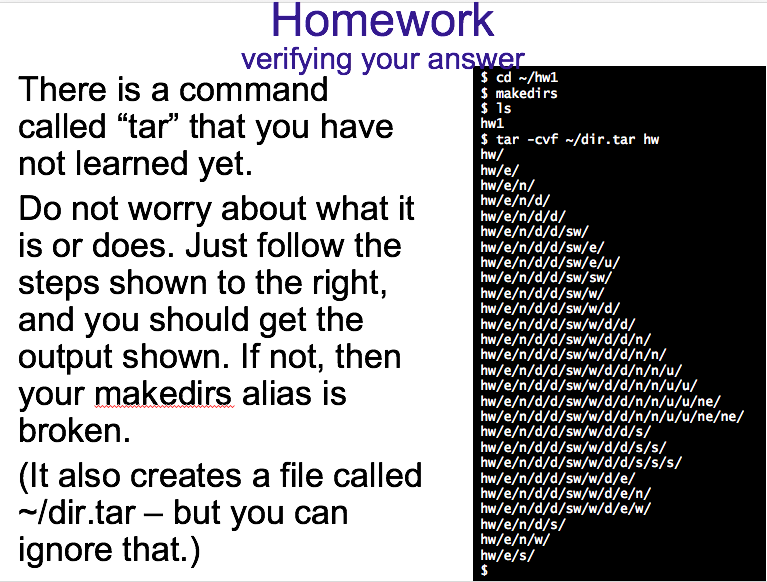 Homework
verifying your answer
There is a command
called “tar” that you have
not learned yet.
Do not worry about what it
is or does. Just follow the
steps shown to the right,
and you should get the
output shown. If not, then
your makedirs alias is
broken.
(It also creates a file called
~/dir.tar – but you can
ignore that.)
$ cd ~/hw1
$ makedirs
$ ls
hw1
$ tar -cvf ~/dir.tar hw
hw/
hw/e/
hw/e/n/
hw/e/n/d/
hw/e/n/d/d/
hw/e/n/d/d/sw/
hw/e/n/d/d/sw/e/
hw/e/n/d/d/sw/e/u/
hw/e/n/d/d/sw/sw/
hw/e/n/d/d/sw/w/
hw/e/n/d/d/sw/w/d/
hw/e/n/d/d/sw/w/d/d/
hw/e/n/d/d/sw/w/d/d/n/
hw/e/n/d/d/sw/w/d/d/n/n/
hw/e/n/d/d/sw/w/d/d/n/n/u/
hw/e/n/d/d/sw/w/d/d/n/n/u/u/
hw/e/n/d/d/sw/w/d/d/n/n/u/u/ne/
hw/e/n/d/d/sw/w/d/d/n/n/u/u/ne/ne/
hw/e/n/d/d/sw/w/d/d/s/
hw/e/n/d/d/sw/w/d/d/s/s/
hw/e/n/d/d/sw/w/d/d/s/s/s/
hw/e/n/d/d/sw/w/d/e/
hw/e/n/d/d/sw/w/d/e/n/
hw/e/n/d/d/sw/w/d/e/w/
hw/e/n/d/s/
hw/e/n/w/
hw/e/s/
$